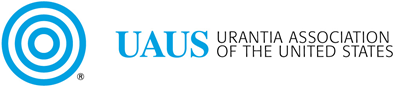 UAUS URANTIA ASSOCIATION
OF THE UNITED STATES
®